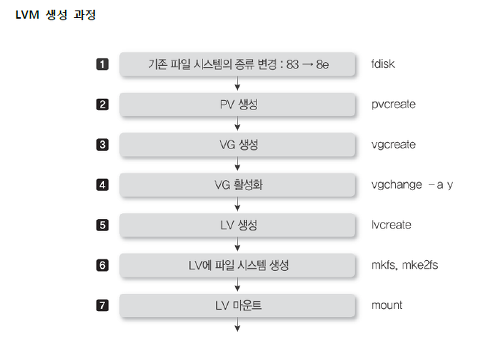 LVM 생성 과정
1 기존 파일 시스템의 종류 변경 : 83 → 8e fdisk
2 PV 생성 pvcreate
3 VG 생성 vgcreate
4 VG 활성화 vgchange –a y
5 LV 생성 lvcreate
6 LV에 파일 시스템 생성 mkfs, mke2fs
7 LV 마운트 mount